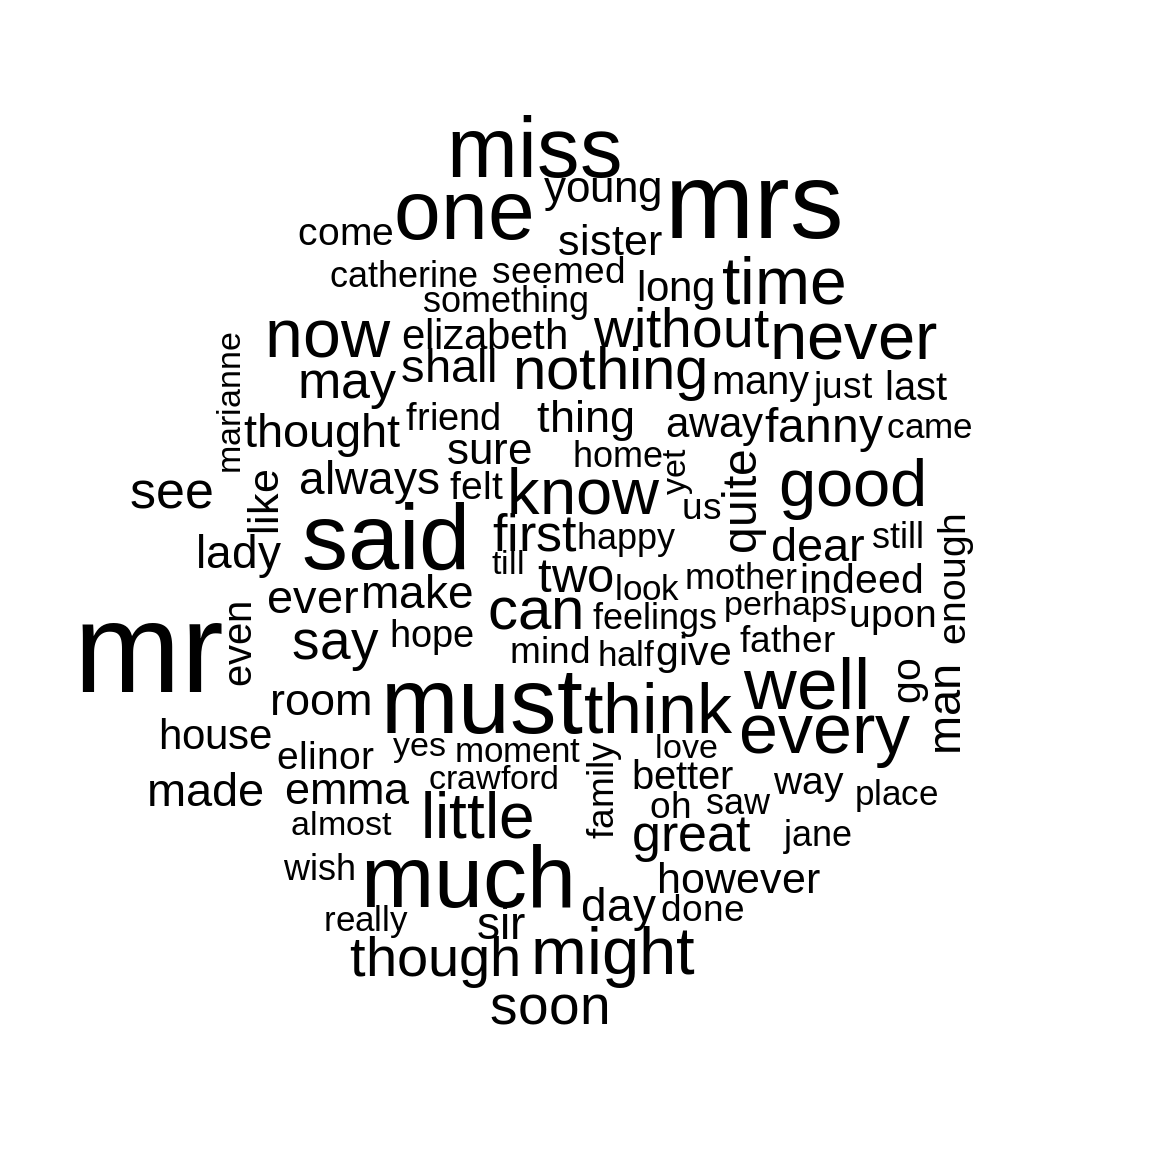 miss
young
mrs
one
come
sister
catherine
seemed
long
time
something
now
elizabeth
without
never
marianne
may
shall
nothing
many
just
last
thought
friend
thing
away
fanny
came
sure
home
yet
see
like
always
felt
know
us
quite
good
lady
said
first
happy
dear
still
enough
till
two
look
mother
indeed
ever
make
can
feelings
perhaps
upon
mr
even
say
hope
mind
half
give
father
room
must
think
well
go
man
every
house
elinor
yes
moment
love
made
emma
crawford
family
better
way
place
almost
little
oh
saw
great
jane
wish
much
however
really
sir
day
done
though
might
soon